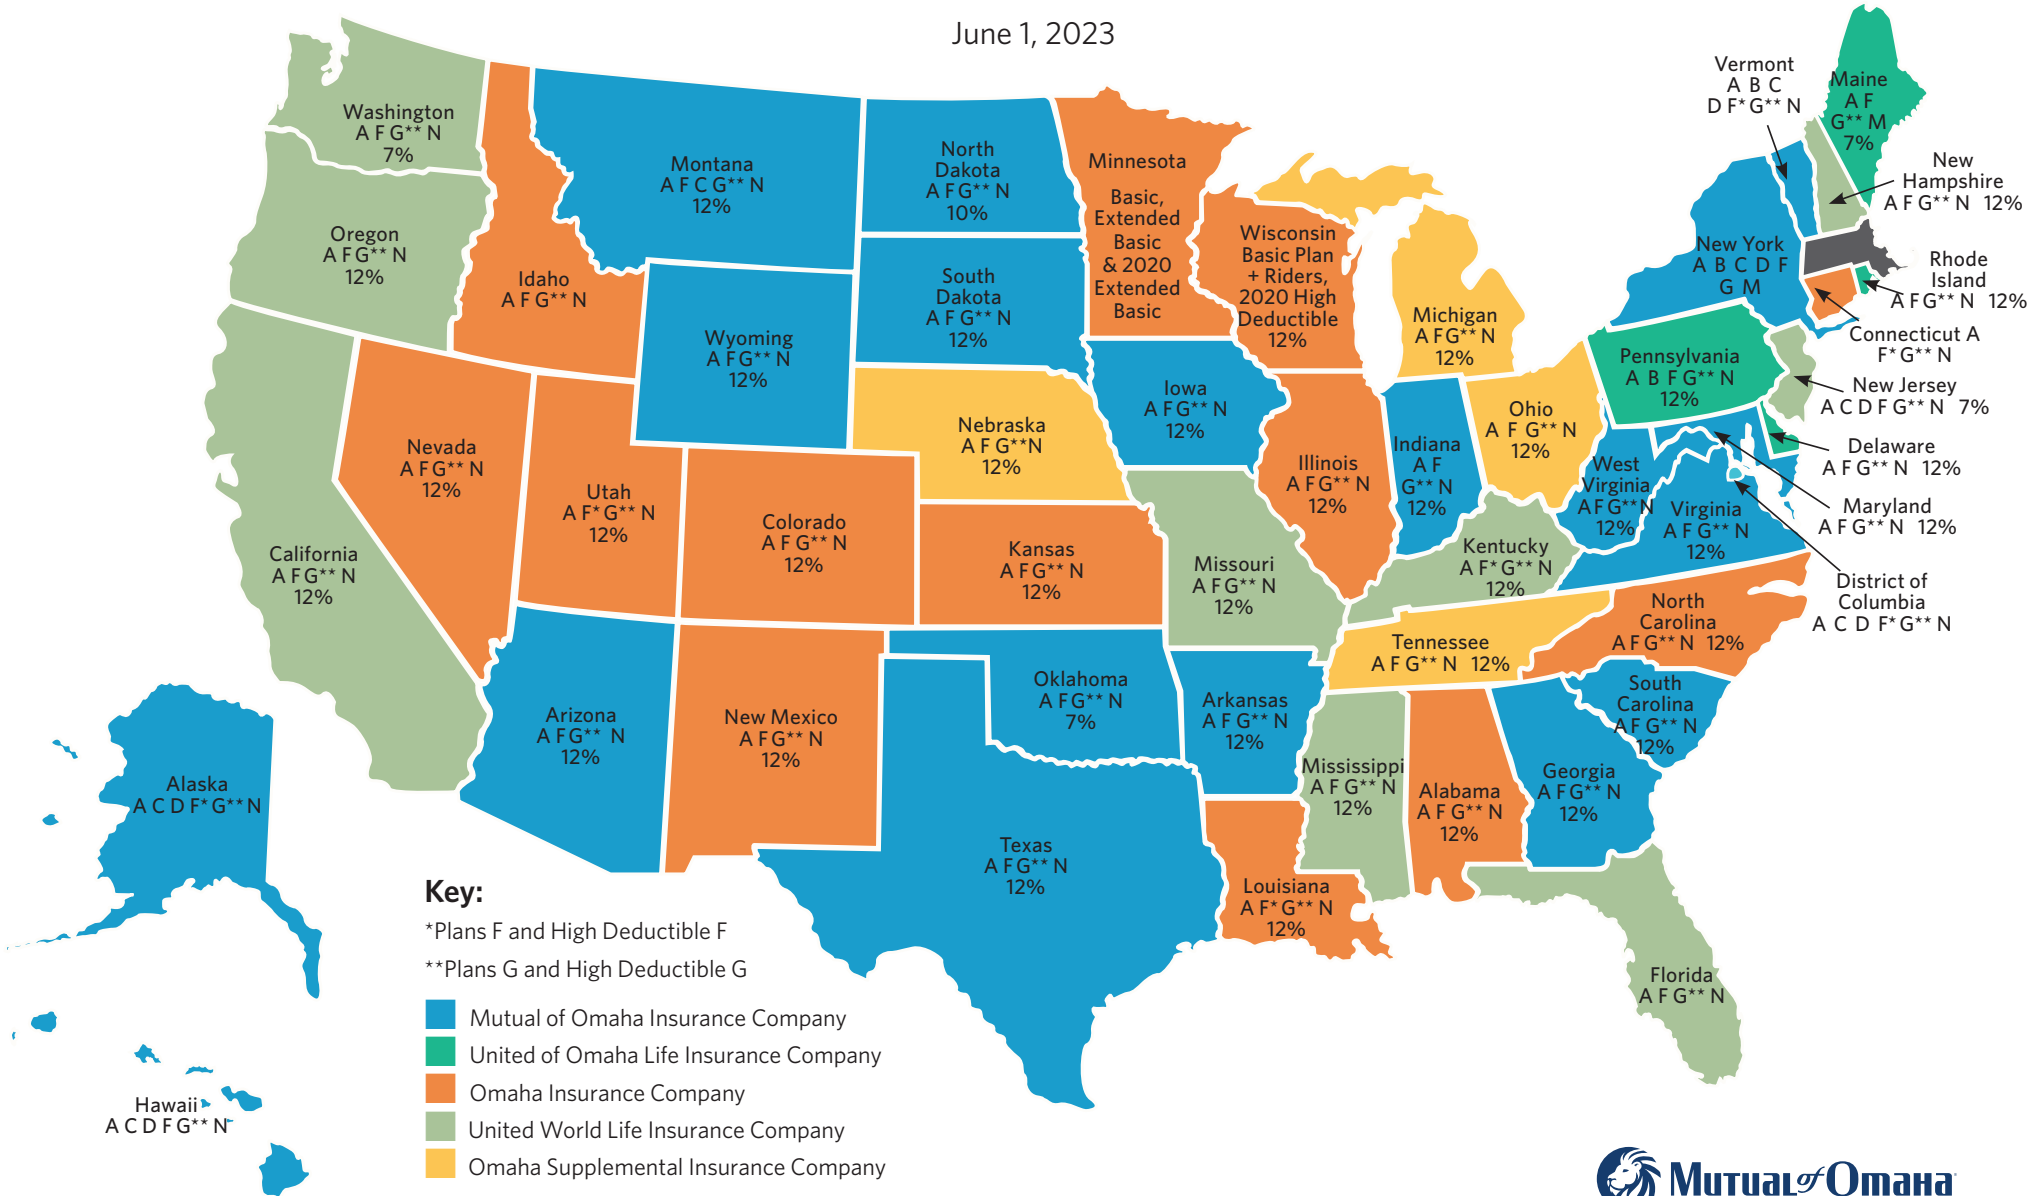 June 1, 2023
Washington
A F G** N
7%
Oregon
A F G** N
12%
California
A F G** N
12%
Idaho
A F G** N
Nevada
A F G** N
12%
Montana
A F C G** N
12%
Wyoming
A F G** N
12%
Utah
A F* G** N
12%
Colorado
A F G** N
12%
Arizona
A F G** N
12%
New Mexico
A F G** N
12%
North
Dakota
A F G** N
10%
South
Dakota
A F G** N
12%
Nebraska
A F G**N
12%
Kansas
A F G** N
12%
Oklahoma
A F G** N
7%
Texas
A F G** N
12%
Minnesota
Basic,
Extended
Basic
& 2020
Extended
Basic
Iowa
A F G** N
12%
Missouri
A F G** N
12%
Arkansas
A F G** N
12%
Louisiana
A F* G** N
12%
Wisconsin
Basic Plan
+ Riders,
2020 High
Deductible
12%
Illinois
A F G** N
12%
Michigan
A F G** N
12%
Indiana
A F
G** N
12%
Ohio
A F G** N
12%
Kentucky
A F* G** N
12%
Tennessee
A F G** N 12%
Mississippi
A F G** N
12%
Alabama
A F G** N
12%
Georgia
A F G** N
12%
Florida
A F G** N
South
Carolina
A F G** N
12%
North
Carolina
A F G** N 12%
West
Virginia
A F G** N
12%
Virginia
A F G** N
12%
Pennsylvania
A B F G** N
12%
New York
A B C D F
G M
Vermont
A B C
D F* G** N
Maine
A F
G** M
7%
New
Hampshire
A F G** N 12%
Rhode
Island
A F G** N 12%
Connecticut A
F* G** N
New Jersey
A C D F G** N 7%
Delaware
A F G** N 12%
Maryland
A F G** N 12%
District of
Columbia
A C D F* G** N
Alaska
A C D F* G** N
Hawaii
A C D F G** N
Key:
*Plans F and High Deductible F
**Plans G and High Deductible G
Mutual of Omaha Insurance Company
United of Omaha Life Insurance Company
Omaha Insurance Company
United World Life Insurance Company
Omaha Supplemental Insurance Company
Mutual of Omaha